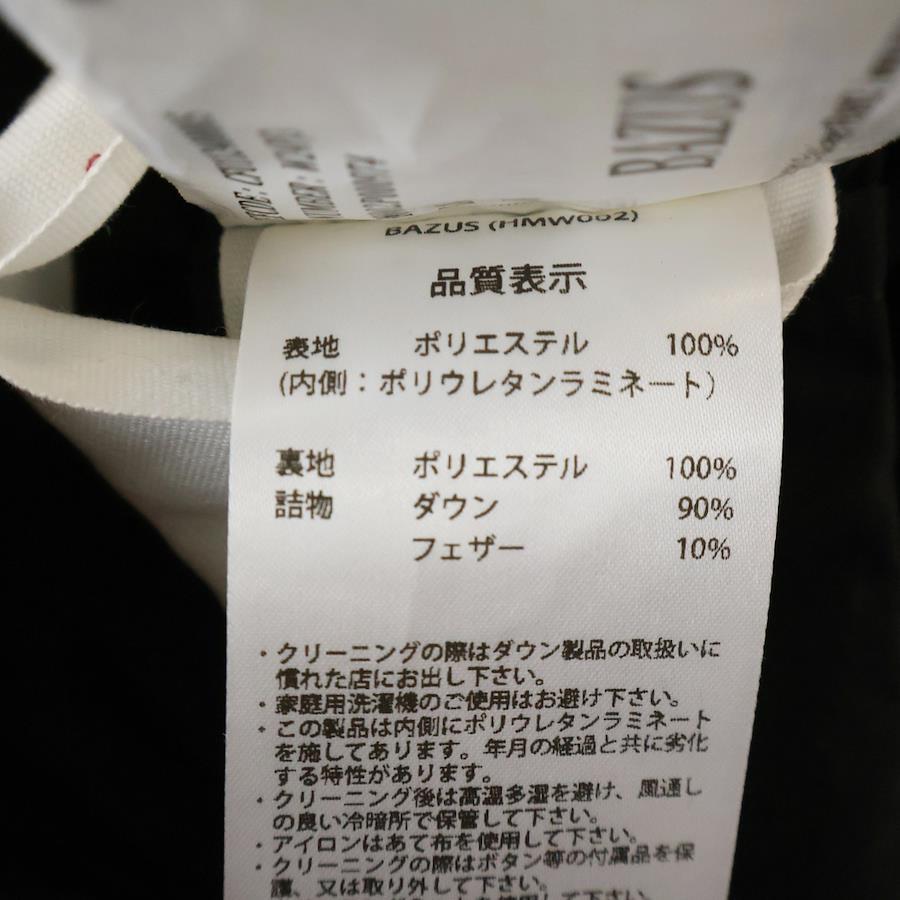 BAZUS
BAZUS (HMW002)
品質表示
表地 ポリエステル 100%
(内側：ポリウレタンラミネート)
裏地 ポリエステル 100%
詰物 ダウン 90%
フェザー 10%
・クリーニングの際はダウン製品の取扱いに
慣れた店にお出し下さい。
・家庭用洗濯機のご使用はお避け下さい。
・この製品は内側にポリウレタンラミネート
を施してあります。年月の経過と共に劣化
する特性があります。
・クリーニング後は高温多湿を避け、風通し
の良い冷暗所で保管して下さい。
・アイロンはあて布を使用して下さい。
・クリーニングの際はボタン等の付属品を保
護、又は取り外して下さい。